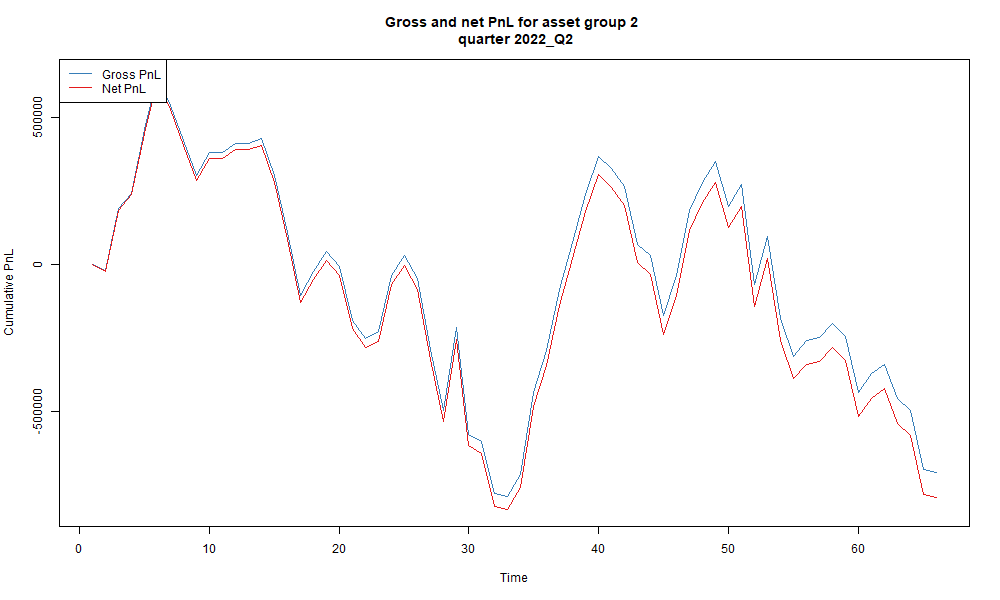 Gross and net PnL for asset group 2
quarter 2022_Q2
Gross PnL
Net PnL
Cumulative PnL
500000
0
-500000
0 10 20 30 40 50 60
Time